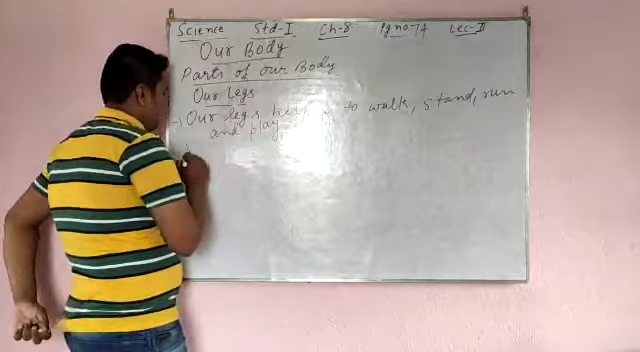 Science Std-I Ch-8 Pg no 74 Lec-II
Our Body
Parts of our Body
Our Legs
→ Our legs help to walk, stand, run
and play